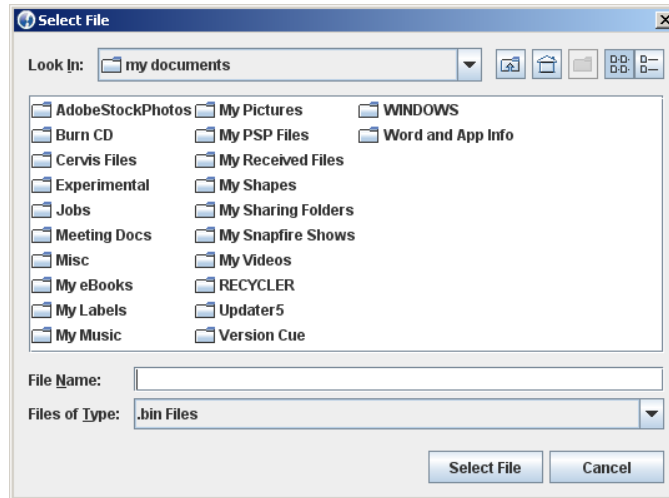 Select File
Look In: my documents
AdobeStockPhotos My Pictures WINDOWS
Burn CD My PSP Files Word and App Info
Cervis Files My Received Files
Experimental My Shapes
Jobs My Sharing Folders
Meeting Docs My Snapfire Shows
Misc My Videos
My eBooks RECYCLER
My Labels Updater5
My Music Version Cue
File Name:
Files of Type: .bin Files
Select File Cancel